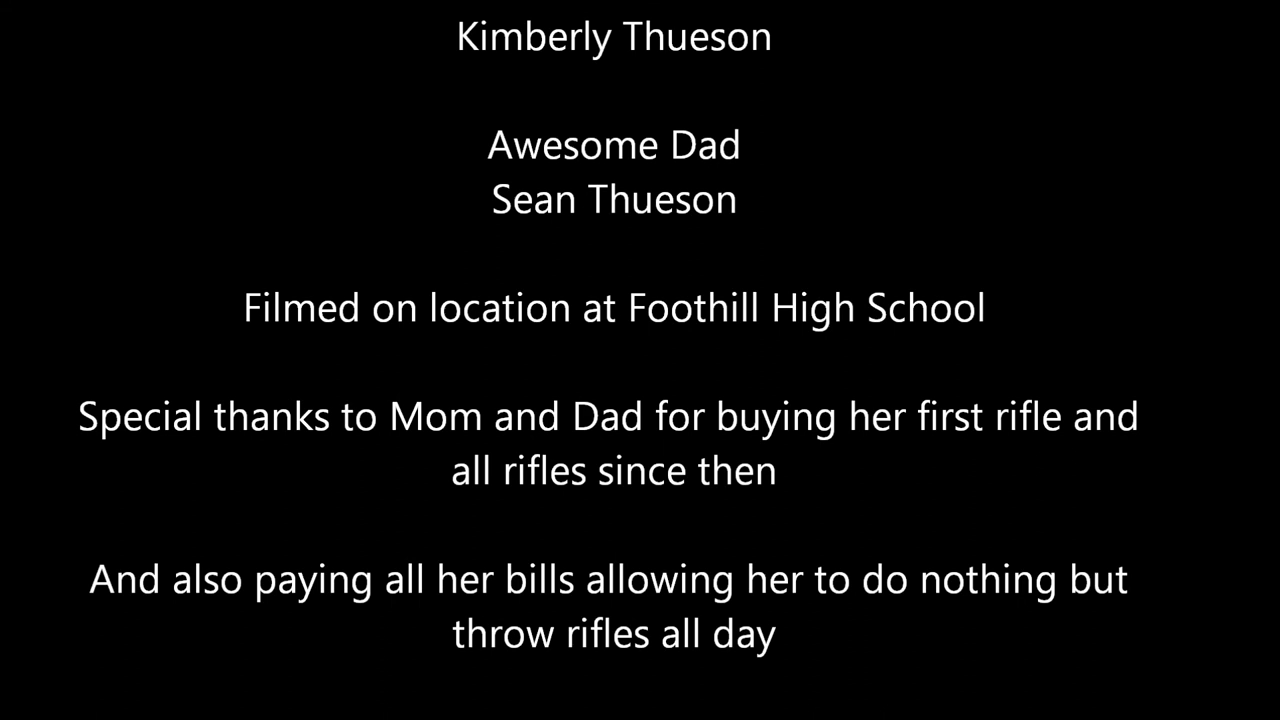 Kimberly Thueson
Awesome Dad
Sean Thueson
Filmed on location at Foothill High School
Special thanks to Mom and Dad for buying her first rifle and
all rifles since then
And also paying all her bills allowing her to do nothing but
throw rifles all day